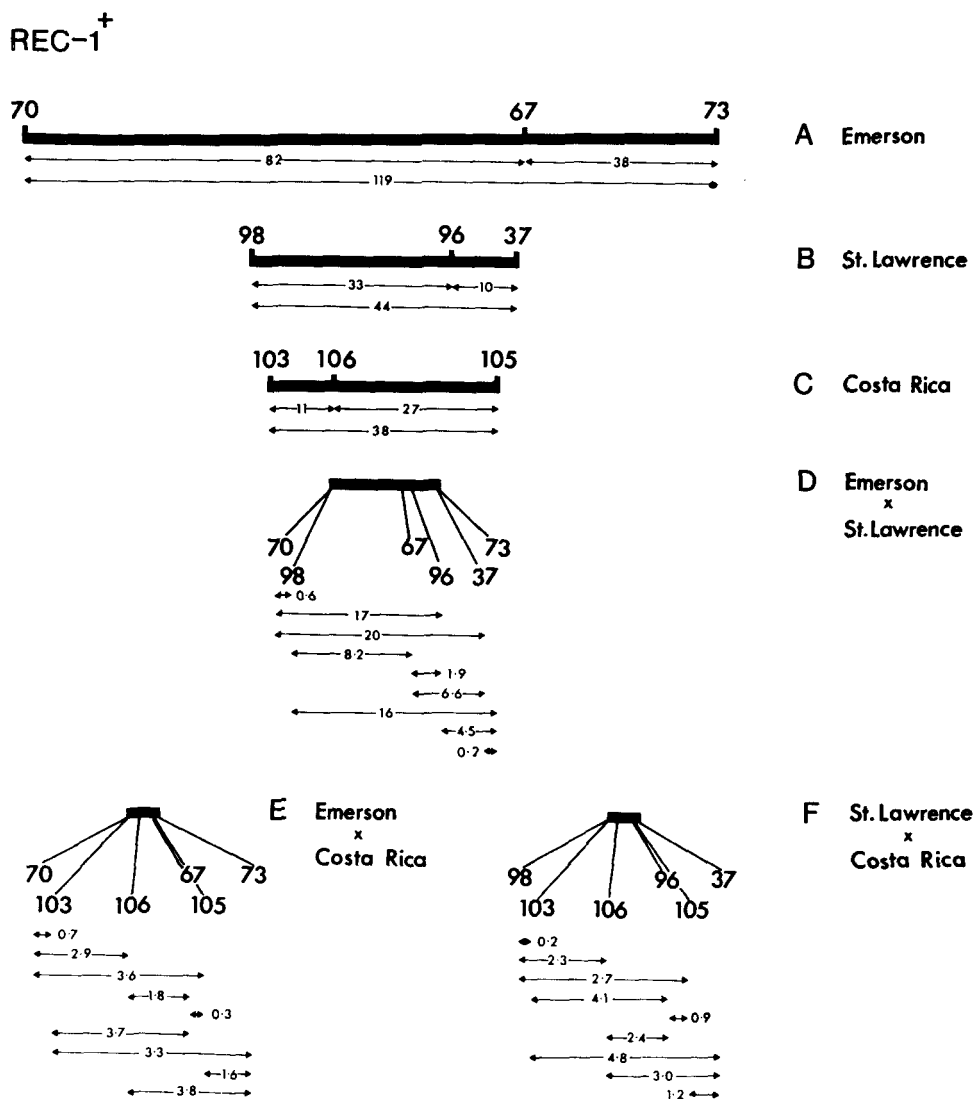 REC-1+
70 67 73
A Emerson
82 38
119
98 96 37
B St. Lawrence
33 10
44
103 106 105
C Costa Rica
11 27
38
D Emerson
x
St. Lawrence
70 67 73
98 96 37
0·6
17
20
8·2
1·9
6·6
16
4·5
0·2
E Emerson
x
Costa Rica
70 67 73
103 106 105
0·7
2·9
3·6
1·8
0·3
3·7
3·3
1·6
3·8
F St. Lawrence
x
Costa Rica
98 96 37
103 106 105
0·2
2·3
2·7
4·1
0·9
2·4
4·8
3·0
1·2